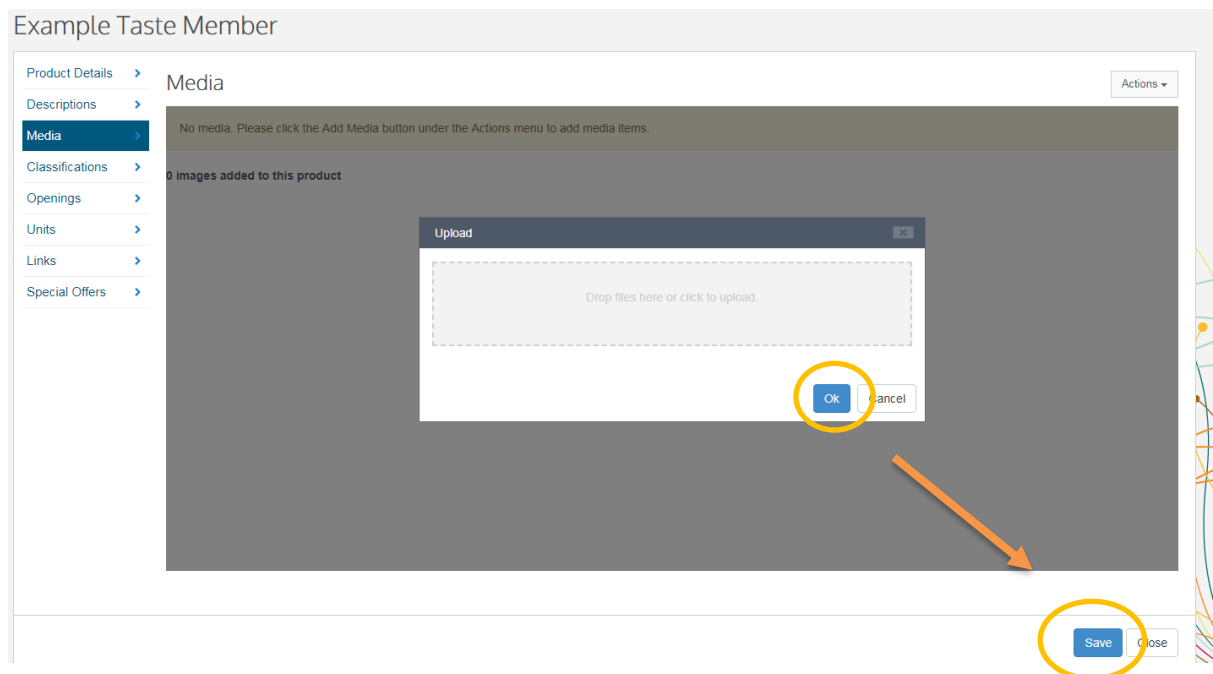 Example Taste Member
Product Details
Descriptions
Media
Classifications
Openings
Units
Links
Special Offers
Media
Actions
No media. Please click the Add Media button under the Actions menu to add media items.
0 images added to this product
Upload
Drop files here or click to upload.
Ok
Cancel
Save
Close